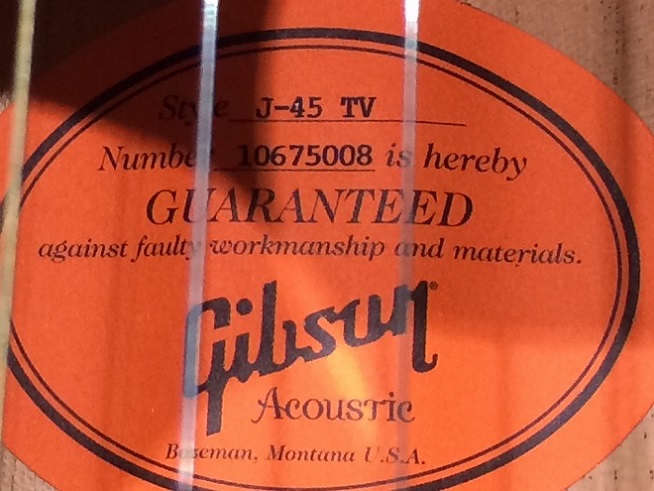 Style J-45 TV
Number 10675008 is hereby
GUARANTEED
against faulty workmanship and materials.
Gibson®
Acoustic
Bozeman, Montana U.S.A.